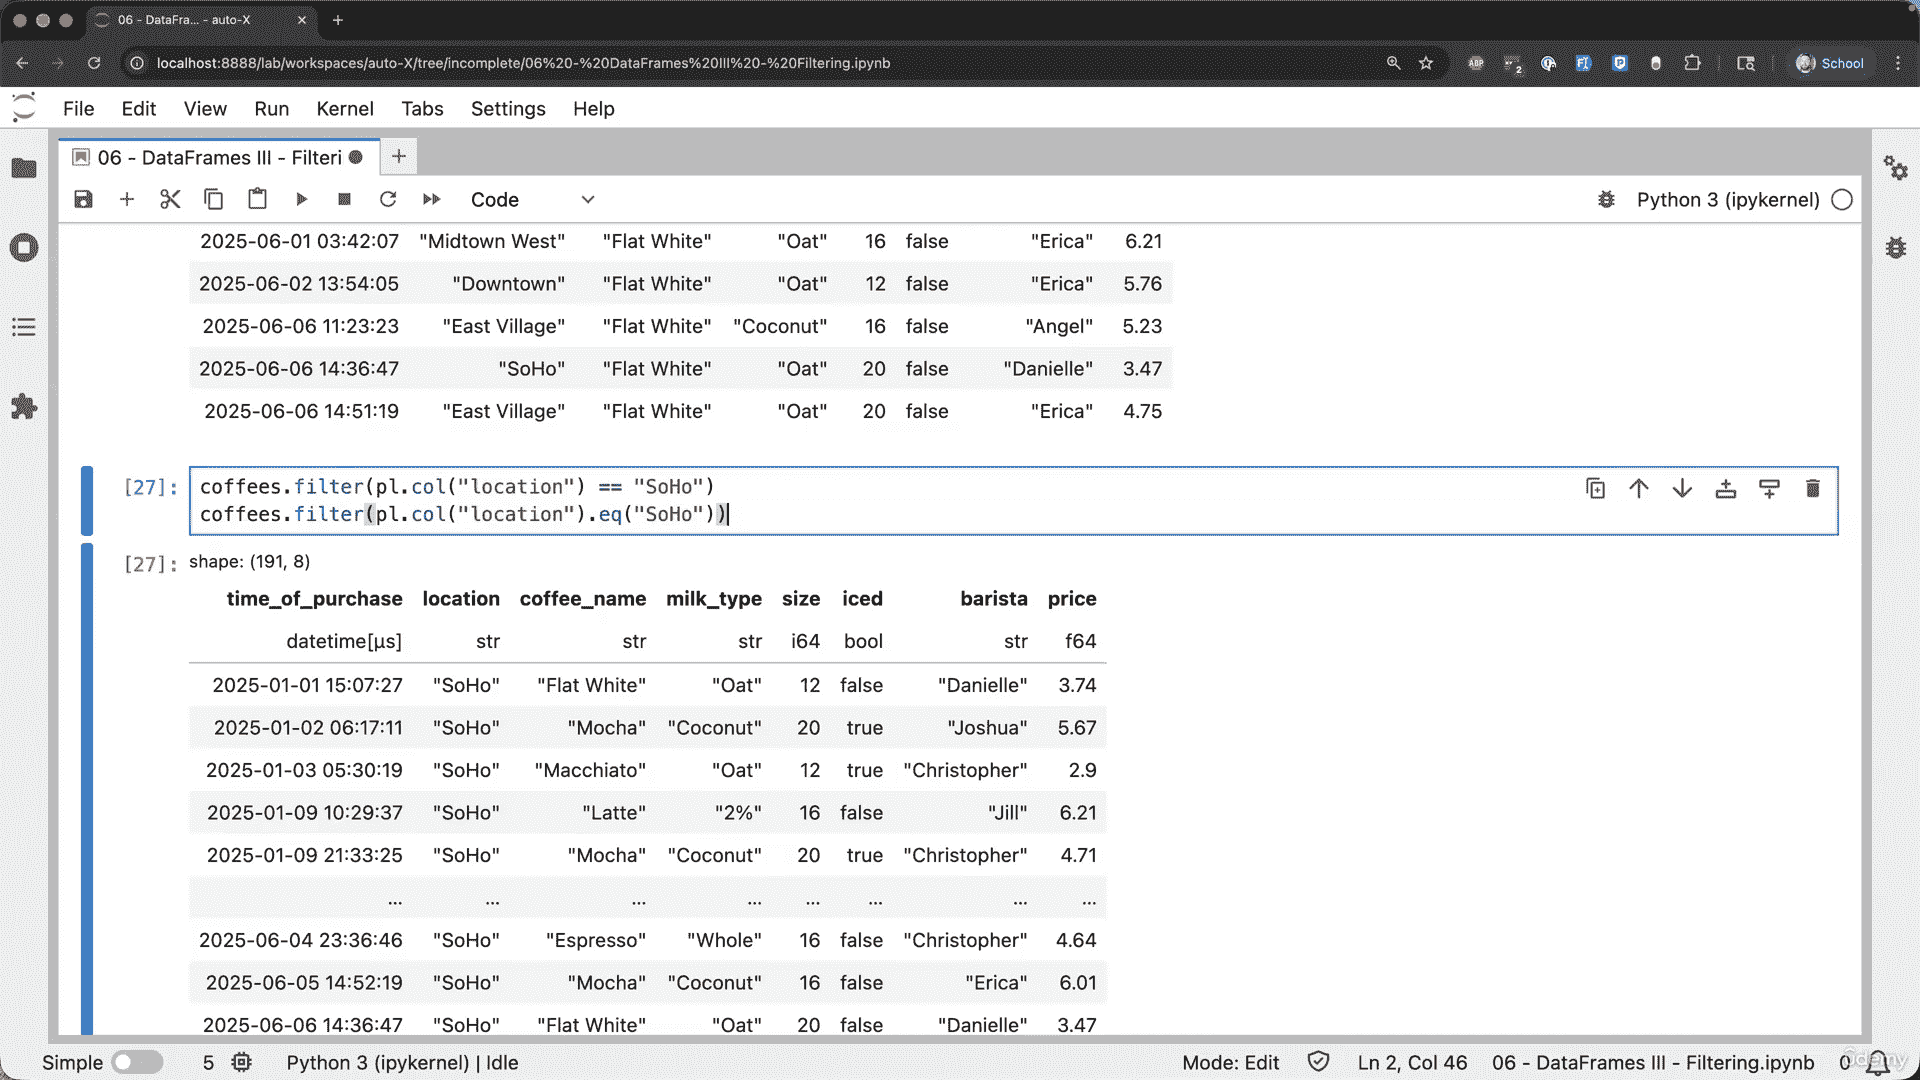 06 - DataFra... - auto-X
localhost:8888/lab/workspaces/auto-X/tree/incomplete/06%20-%20DataFrames%20III%20-%20Filtering.ipynb
ABP
2
School
File Edit View Run Kernel Tabs Settings Help
06 - DataFrames III - Filteri
Code
Python 3 (ipykernel)
2025-06-01 03:42:07 "Midtown West" "Flat White" "Oat" 16 false "Erica" 6.21
2025-06-02 13:54:05 "Downtown" "Flat White" "Oat" 12 false "Erica" 5.76
2025-06-06 11:23:23 "East Village" "Flat White" "Coconut" 16 false "Angel" 5.23
2025-06-06 14:36:47 "SoHo" "Flat White" "Oat" 20 false "Danielle" 3.47
2025-06-06 14:51:19 "East Village" "Flat White" "Oat" 20 false "Erica" 4.75
[27]: coffees.filter(pl.col("location") == "SoHo")
coffees.filter(pl.col("location").eq("SoHo"))
[27]: shape: (191, 8)
time_of_purchase location coffee_name milk_type size iced barista price
datetime[μs] str str str i64 bool str f64
2025-01-01 15:07:27 "SoHo" "Flat White" "Oat" 12 false "Danielle" 3.74
2025-01-02 06:17:11 "SoHo" "Mocha" "Coconut" 20 true "Joshua" 5.67
2025-01-03 05:30:19 "SoHo" "Macchiato" "Oat" 12 true "Christopher" 2.9
2025-01-09 10:29:37 "SoHo" "Latte" "2%" 16 false "Jill" 6.21
2025-01-09 21:33:25 "SoHo" "Mocha" "Coconut" 20 true "Christopher" 4.71
... ... ... ... ... ... ... ...
2025-06-04 23:36:46 "SoHo" "Espresso" "Whole" 16 false "Christopher" 4.64
2025-06-05 14:52:19 "SoHo" "Mocha" "Coconut" 16 false "Erica" 6.01
2025-06-06 14:36:47 "SoHo" "Flat White" "Oat" 20 false "Danielle" 3.47
Simple 5 Python 3 (ipykernel) | Idle Mode: Edit Ln 2, Col 46 06 - DataFrames III - Filtering.ipynb 0
ûdemy